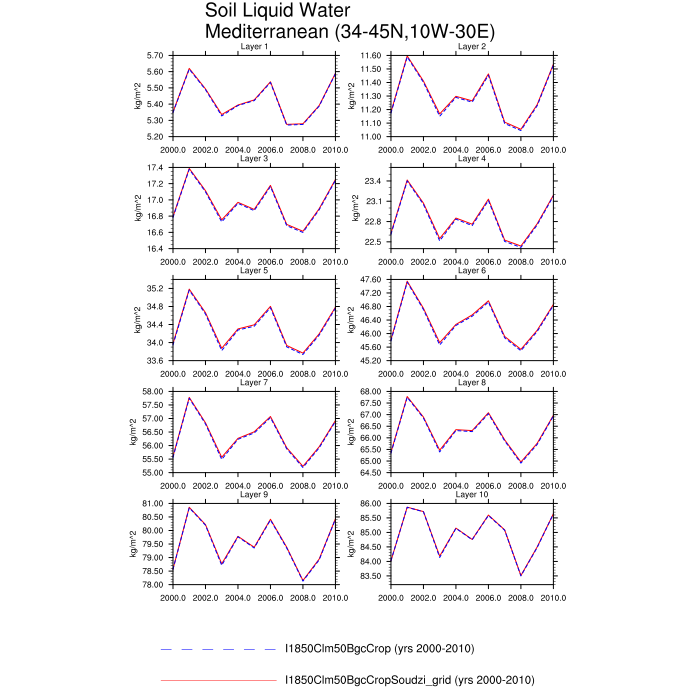 Soil Liquid Water
Mediterranean (34-45N,10W-30E)
Layer 1
5.70
5.60
5.50
5.40
5.30
5.20
kg/m^2
2000.0 2002.0 2004.0 2006.0 2008.0 2010.0
Layer 2
11.60
11.50
11.40
11.30
11.20
11.10
11.00
kg/m^2
2000.0 2002.0 2004.0 2006.0 2008.0 2010.0
Layer 3
17.4
17.2
17.0
16.8
16.6
16.4
kg/m^2
2000.0 2002.0 2004.0 2006.0 2008.0 2010.0
Layer 4
23.4
23.1
22.8
22.5
kg/m^2
2000.0 2002.0 2004.0 2006.0 2008.0 2010.0
Layer 5
35.2
34.8
34.4
34.0
33.6
kg/m^2
2000.0 2002.0 2004.0 2006.0 2008.0 2010.0
Layer 6
47.60
47.20
46.80
46.40
46.00
45.60
45.20
kg/m^2
2000.0 2002.0 2004.0 2006.0 2008.0 2010.0
Layer 7
58.00
57.50
57.00
56.50
56.00
55.50
55.00
kg/m^2
2000.0 2002.0 2004.0 2006.0 2008.0 2010.0
Layer 8
68.00
67.50
67.00
66.50
66.00
65.50
65.00
64.50
kg/m^2
2000.0 2002.0 2004.0 2006.0 2008.0 2010.0
Layer 9
81.00
80.50
80.00
79.50
79.00
78.50
78.00
kg/m^2
2000.0 2002.0 2004.0 2006.0 2008.0 2010.0
Layer 10
86.00
85.50
85.00
84.50
84.00
83.50
kg/m^2
2000.0 2002.0 2004.0 2006.0 2008.0 2010.0
I1850Clm50BgcCrop (yrs 2000-2010)
I1850Clm50BgcCropSoudzi_grid (yrs 2000-2010)